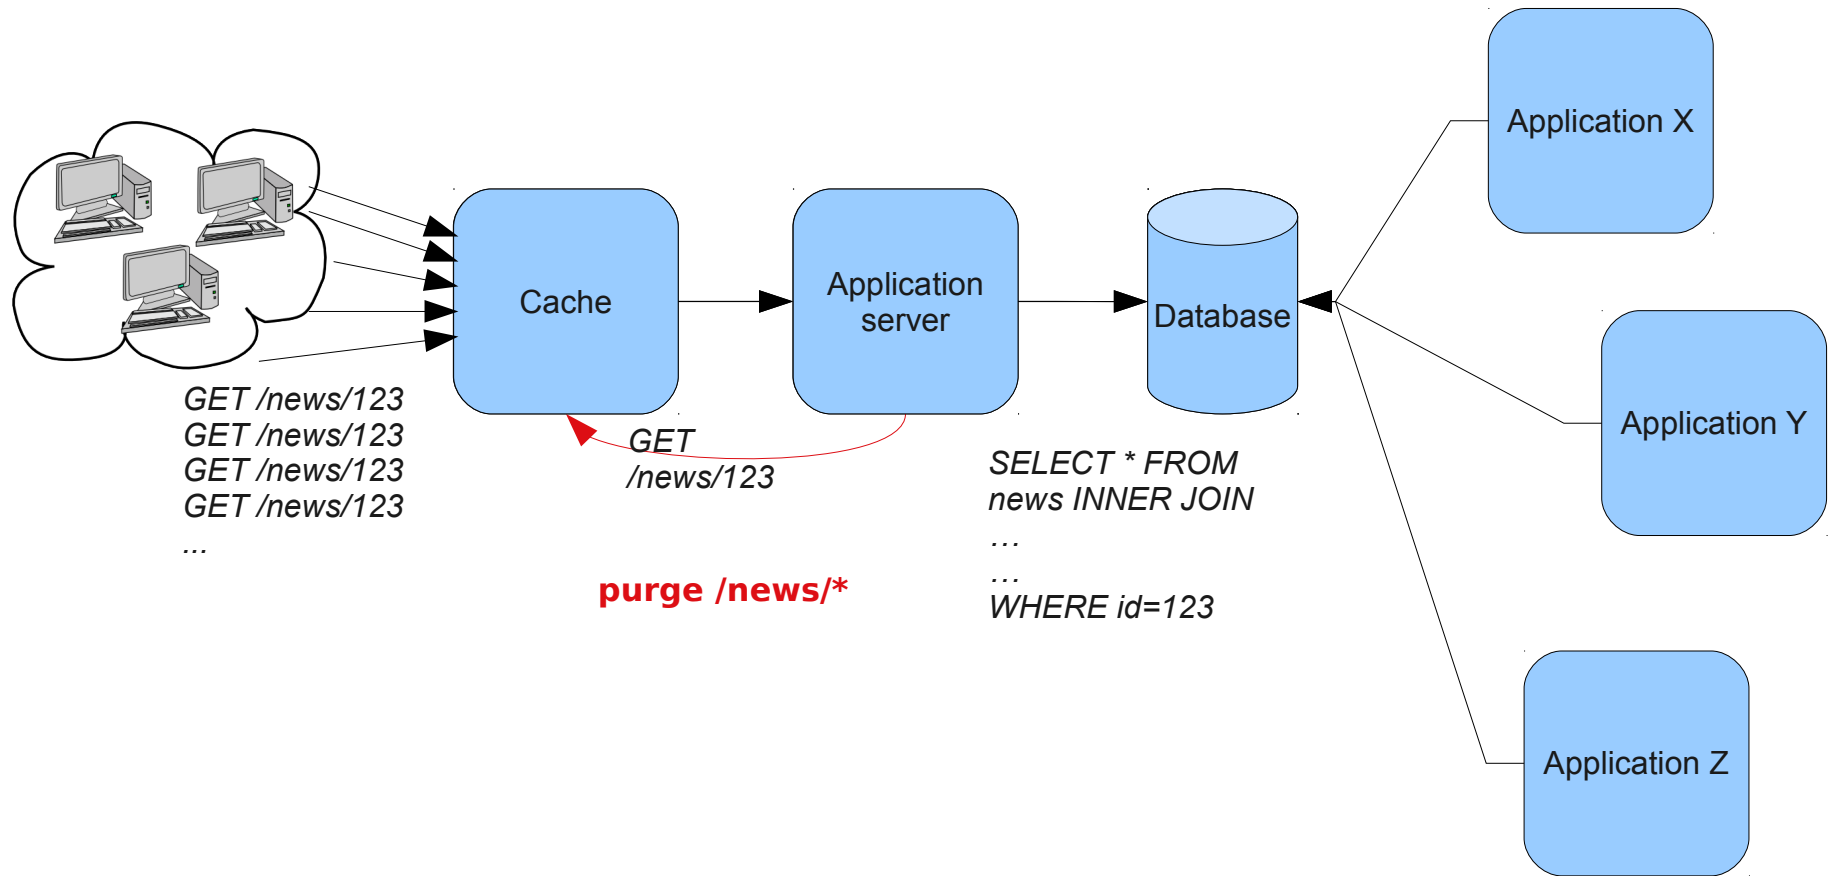 Application X
Cache
Application
server
Database
GET /news/123
GET /news/123
GET /news/123
GET /news/123
...
GET
/news/123
purge /news/*
SELECT * FROM
news INNER JOIN
…
…
WHERE id=123
Application Y
Application Z